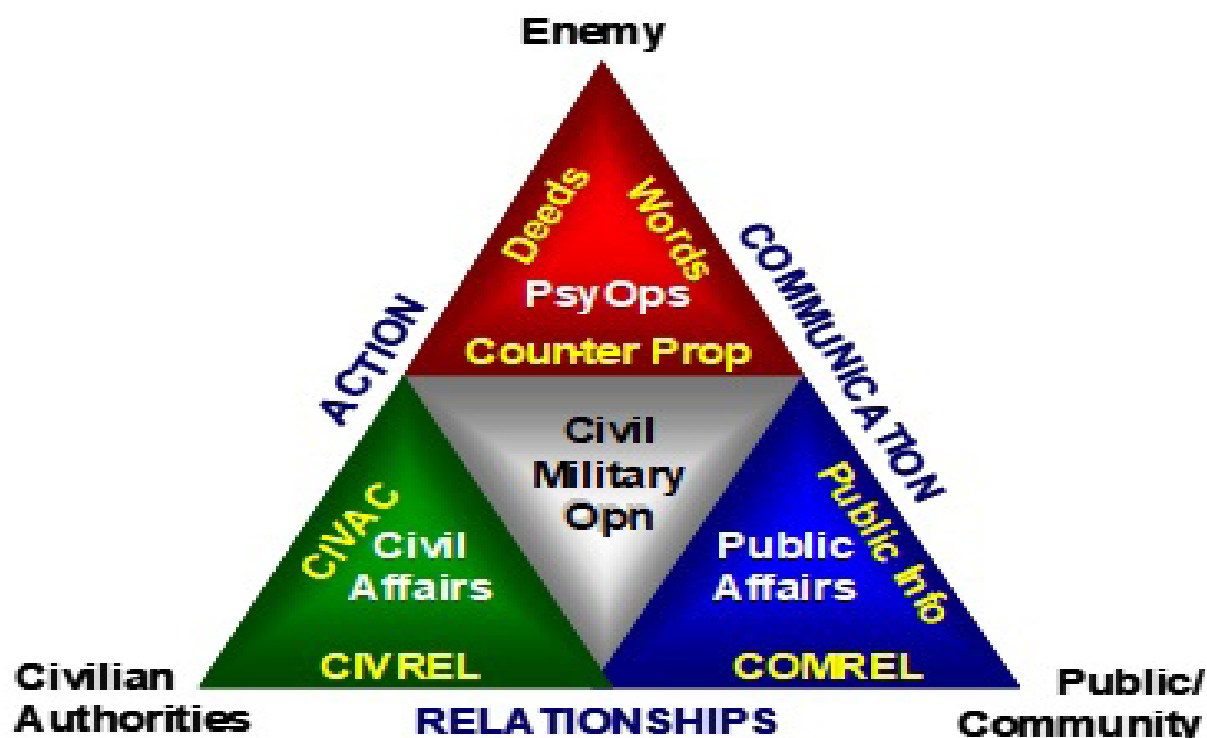 Enemy
Deeds
Words
PsyOps
Counter Prop
ACTION
COMMUNICATION
Civil
Military
Opn
CIVAC
Civil
Affairs
CIVREL
Public
Affairs
Public Info
COMREL
Civilian
Authorities
RELATIONSHIPS
Public/
Community